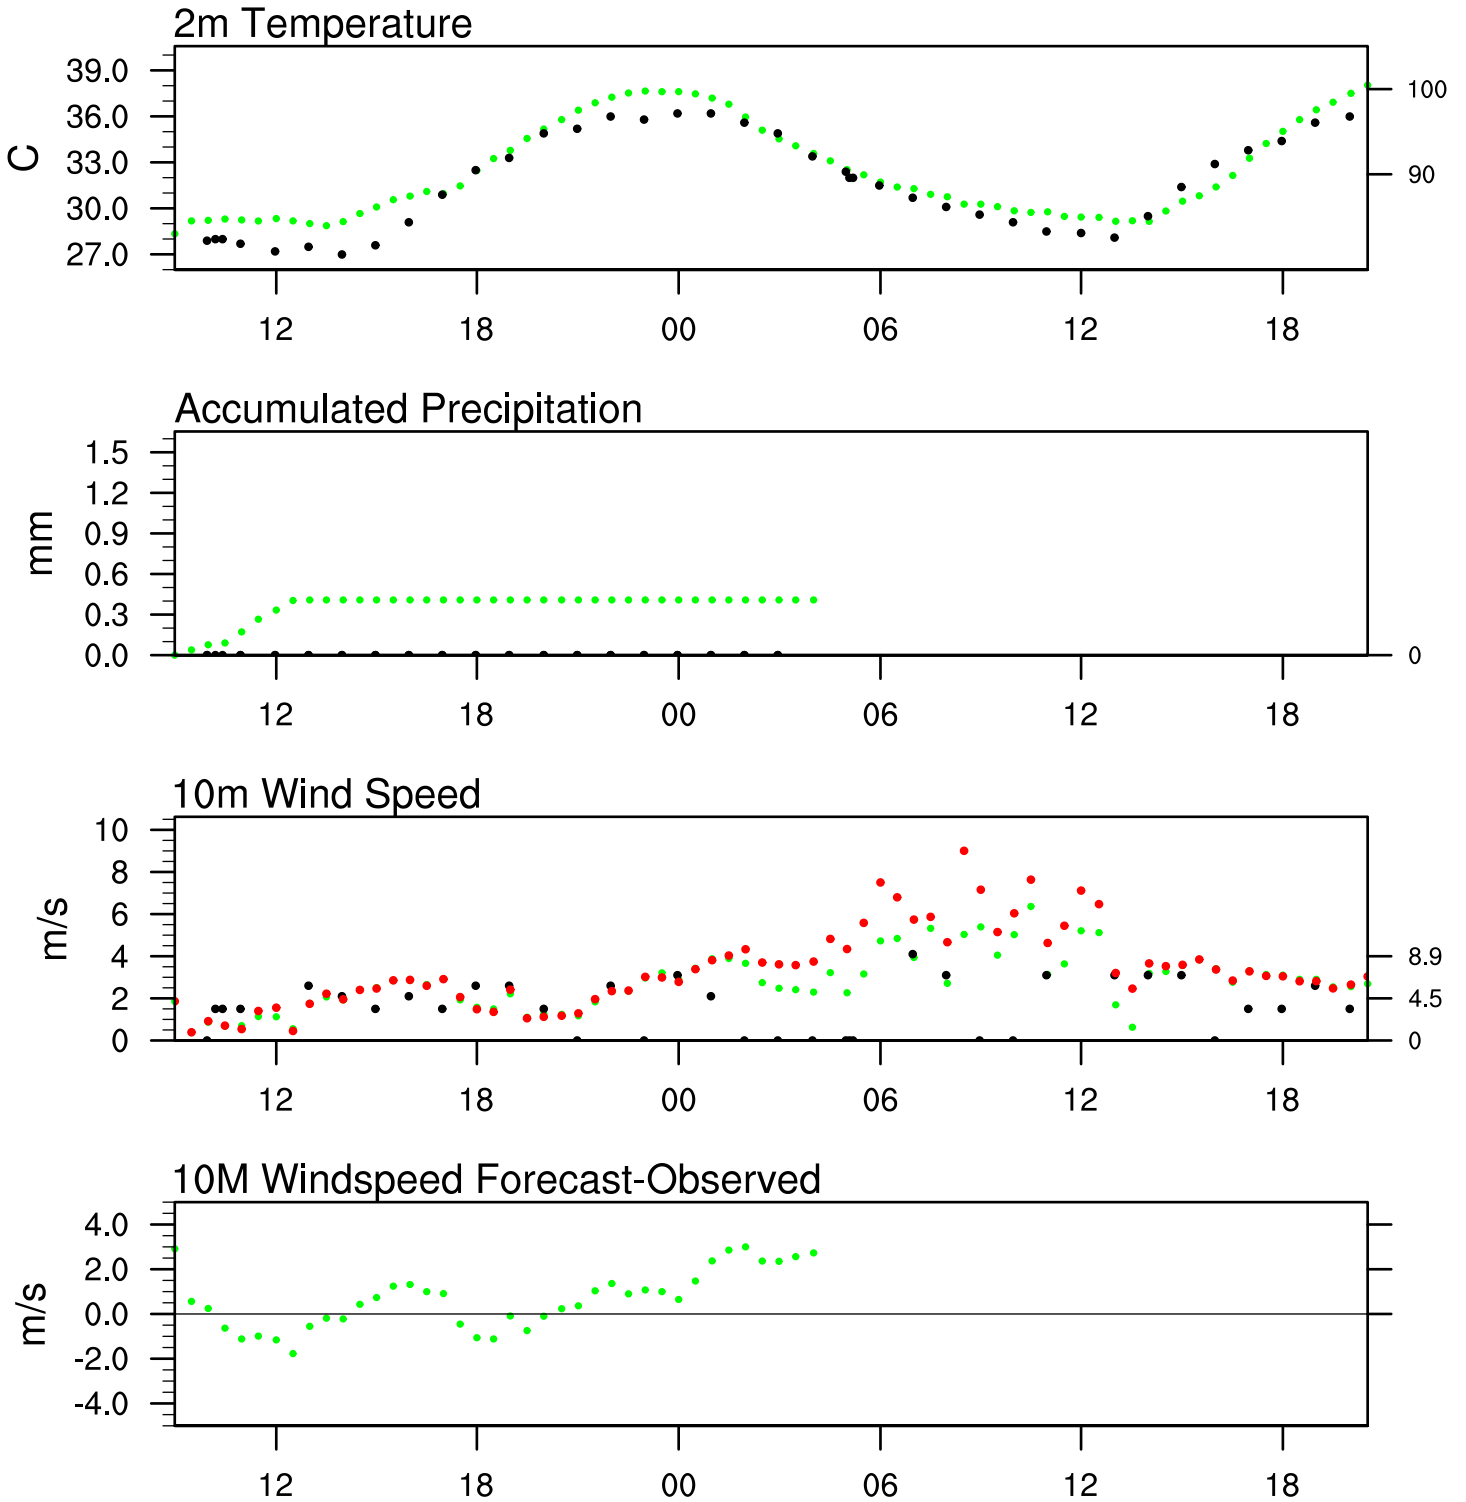 2m Temperature
39.0
36.0
33.0
30.0
27.0
C
100
90
12 18 00 06 12 18
Accumulated Precipitation
1.5
1.2
0.9
0.6
0.3
0.0
mm
0
12 18 00 06 12 18
10m Wind Speed
10
8
6
4
2
0
m/s
8.9
4.5
0
12 18 00 06 12 18
10M Windspeed Forecast-Observed
4.0
2.0
0.0
-2.0
-4.0
m/s
12 18 00 06 12 18